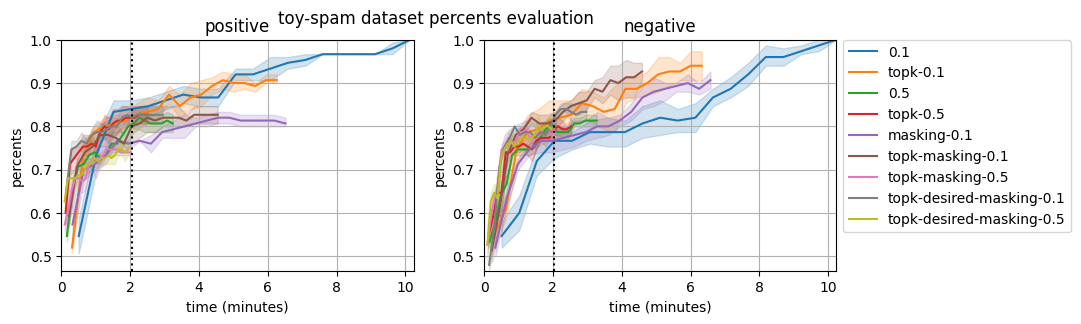 toy-spam dataset percents evaluation
positive
1.0
0.9
0.8
0.7
0.6
0.5
percents
0 2 4 6 8 10
time (minutes)
negative
1.0
0.9
0.8
0.7
0.6
0.5
percents
0 2 4 6 8 10
time (minutes)
0.1
topk-0.1
0.5
topk-0.5
masking-0.1
topk-masking-0.1
topk-masking-0.5
topk-desired-masking-0.1
topk-desired-masking-0.5